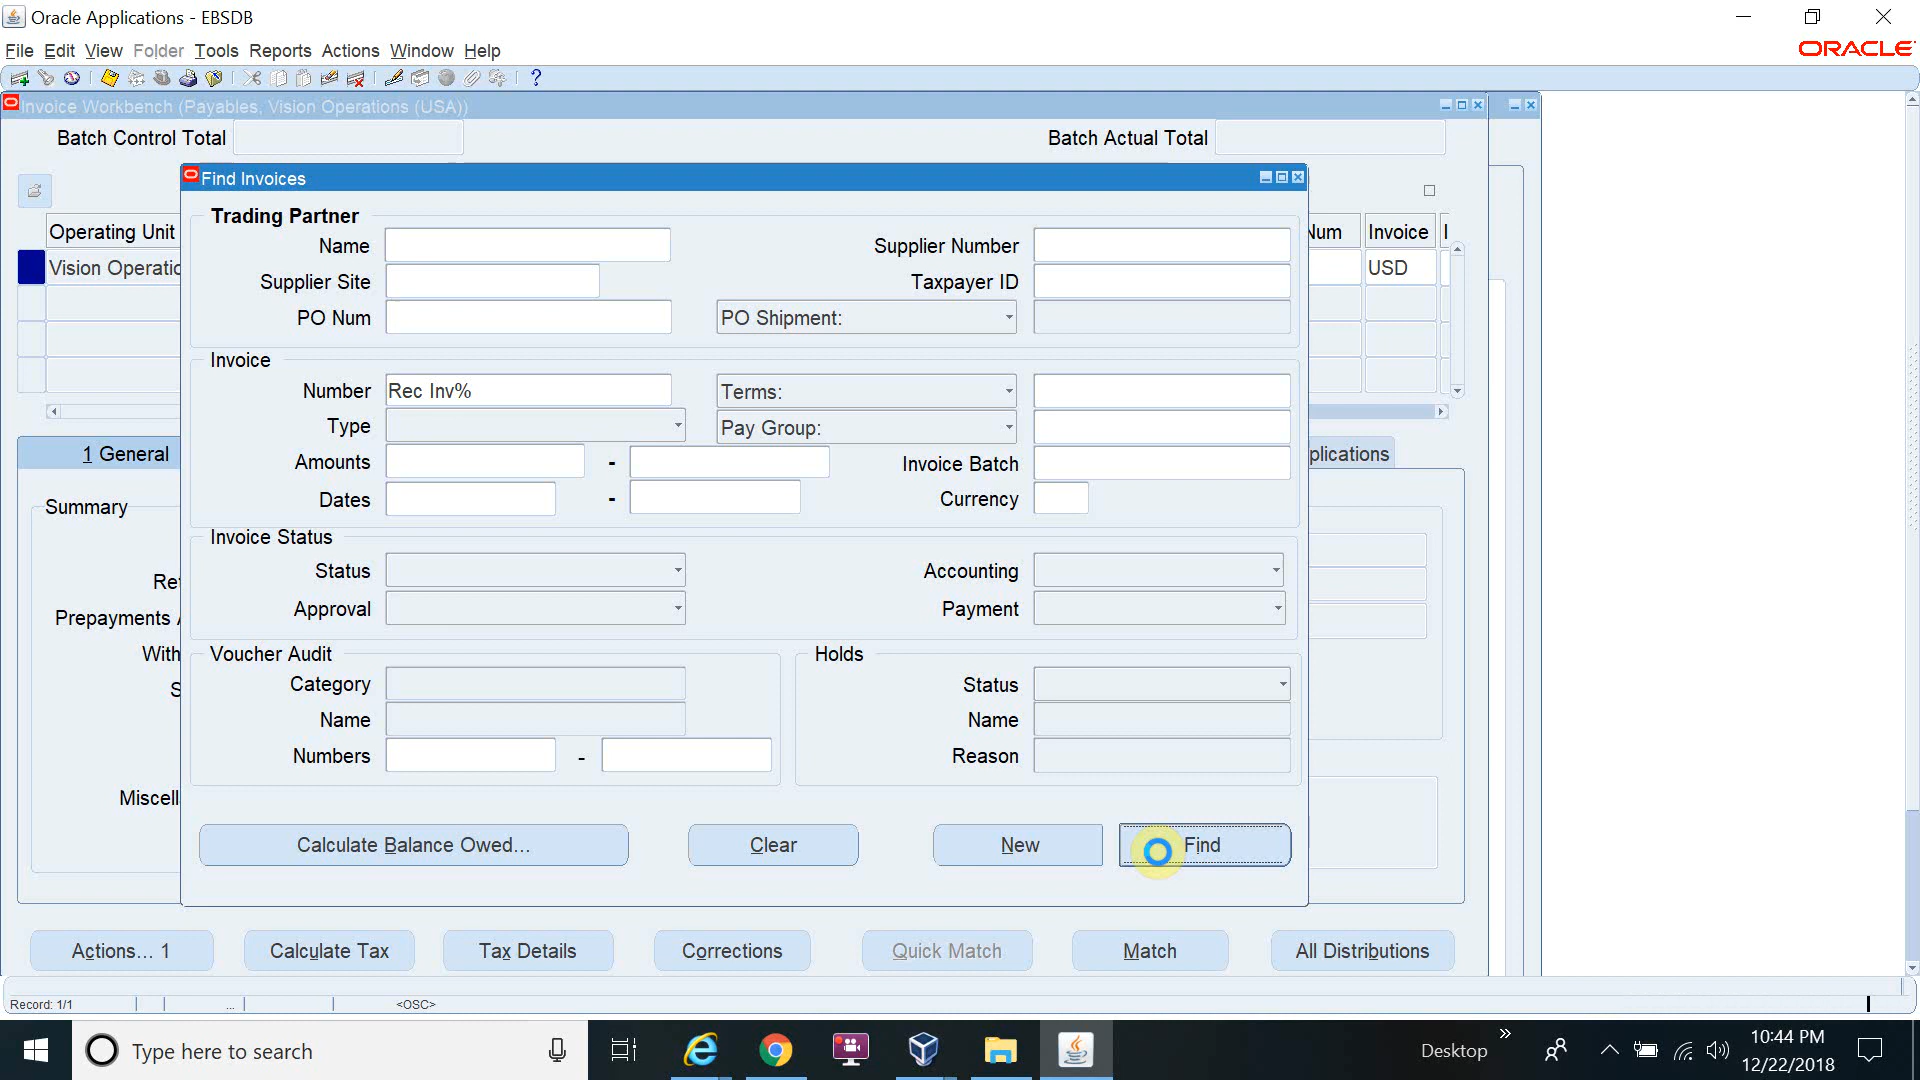 Oracle Applications - EBSDB
File Edit View Folder Tools Reports Actions Window Help
ORACLE
Invoice Workbench (Payables, Vision Operations (USA))
Batch Control Total
Batch Actual Total
Find Invoices
Trading Partner
Name
Supplier Number
Supplier Site
Taxpayer ID
PO Num
PO Shipment:
Operating Unit
Num
Invoice
Vision Operatio
USD
Invoice
Number
Rec Inv%
Terms:
Type
Pay Group:
Amounts
-
Invoice Batch
Dates
-
Currency
1 General
plications
Summary
Invoice Status
Status
Accounting
Approval
Payment
Ret
Prepayments A
With
S
Miscell
Voucher Audit
Category
Name
Numbers
-
Holds
Status
Name
Reason
Calculate Balance Owed...
Clear
New
Find
Actions... 1
Calculate Tax
Tax Details
Corrections
Quick Match
Match
All Distributions
Record: 1/1
...
<OSC>
Type here to search
Desktop
10:44 PM
12/22/2018